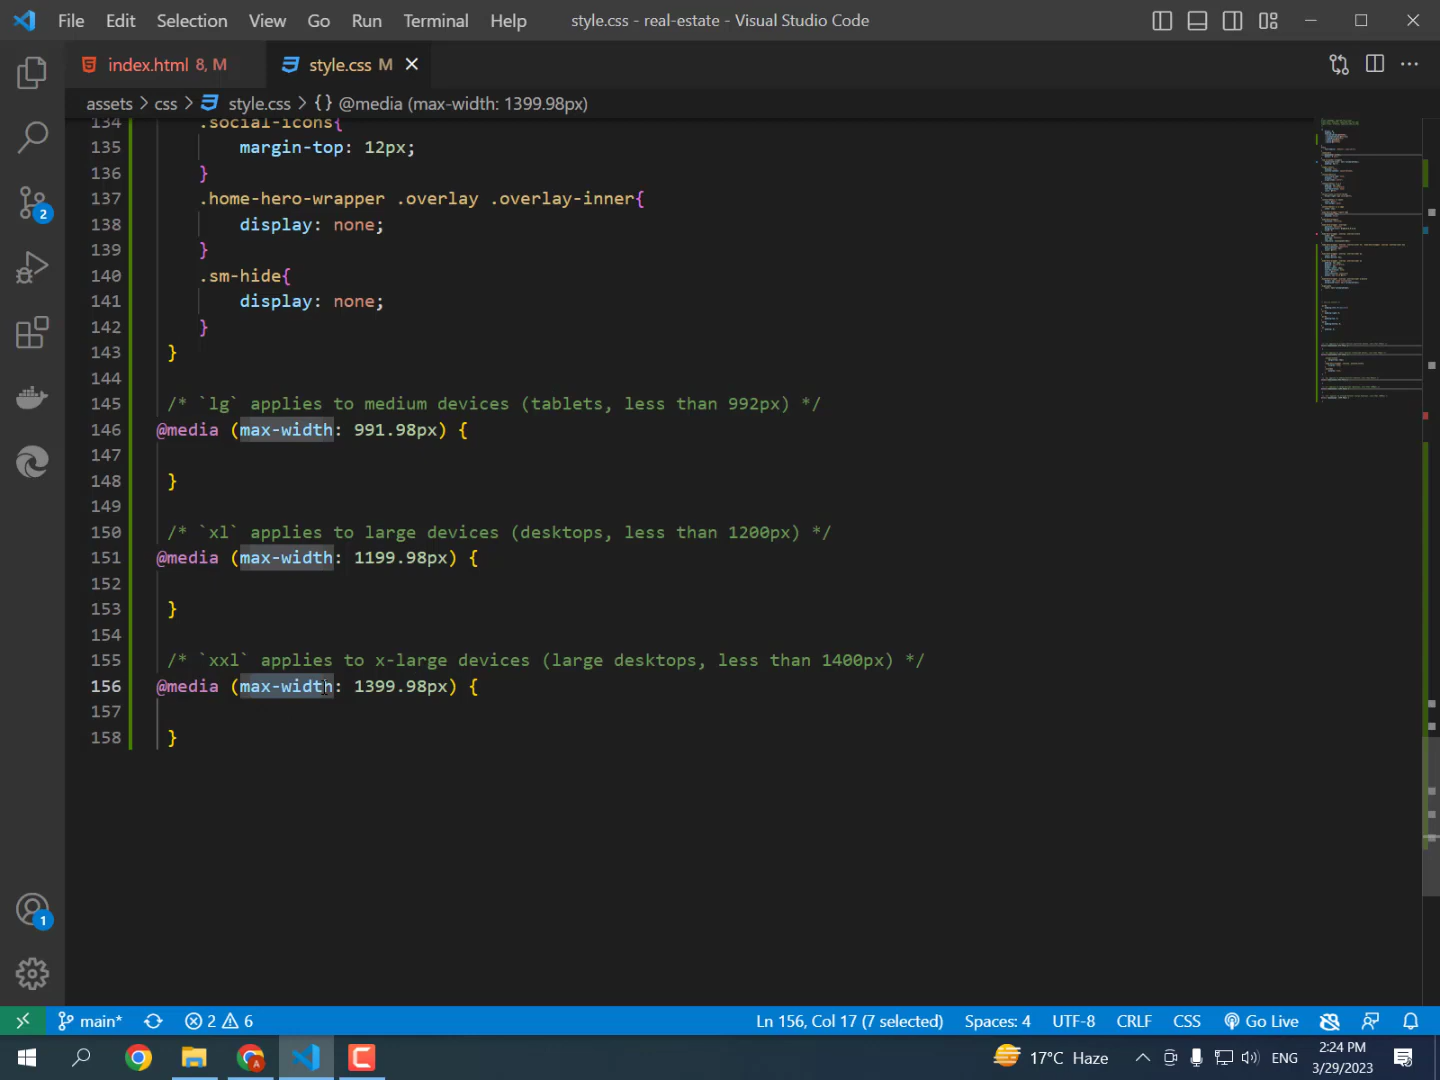 File Edit Selection View Go Run Terminal Help style.css - real-estate - Visual Studio Code
index.html 8, M style.css M
assets > css > style.css > {} @media (max-width: 1399.98px)
134 .social-icons{
135 margin-top: 12px;
136 }
137 .home-hero-wrapper .overlay .overlay-inner{
138 display: none;
139 }
140 .sm-hide{
141 display: none;
142 }
143 }
144
145 /* `lg` applies to medium devices (tablets, less than 992px) */
146 @media (max-width: 991.98px) {
147
148 }
149
150 /* `xl` applies to large devices (desktops, less than 1200px) */
151 @media (max-width: 1199.98px) {
152
153 }
154
155 /* `xxl` applies to x-large devices (large desktops, less than 1400px) */
156 @media (max-width: 1399.98px) {
157
158 }
2
1
main* 2 6 Ln 156, Col 17 (7 selected) Spaces: 4 UTF-8 CRLF CSS Go Live
17°C Haze ENG 2:24 PM
3/29/2023